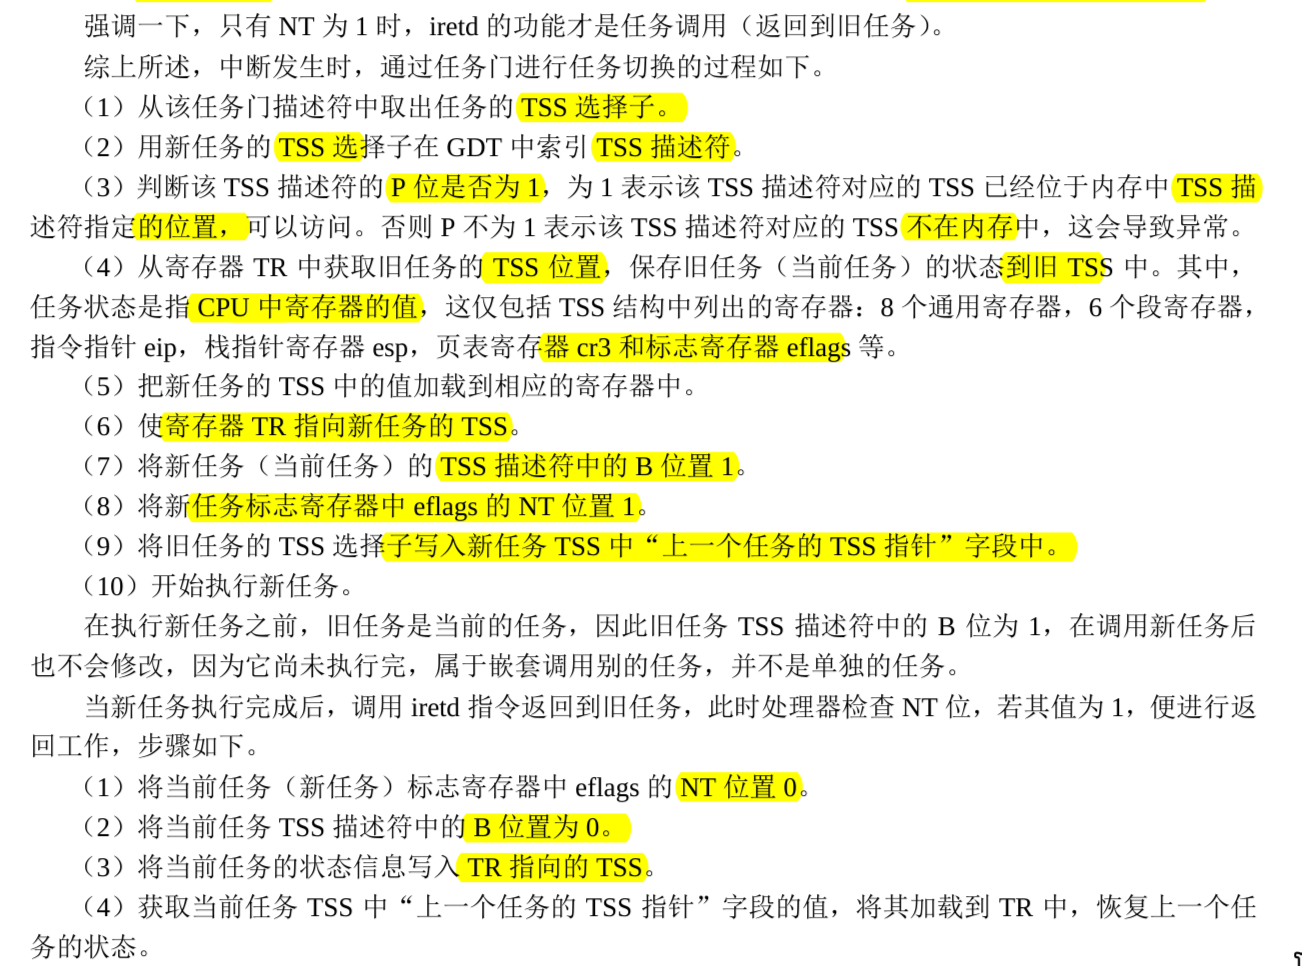 强调一下，只有 NT 为 1 时，iretd 的功能才是任务调用（返回到旧任务）。
综上所述，中断发生时，通过任务门进行任务切换的过程如下。
（1）从该任务门描述符中取出任务的 TSS 选择子。
（2）用新任务的 TSS 选择子在 GDT 中索引 TSS 描述符。
（3）判断该 TSS 描述符的 P 位是否为 1，为 1 表示该 TSS 描述符对应的 TSS 已经位于内存中 TSS 描
述符指定的位置，可以访问。否则 P 不为 1 表示该 TSS 描述符对应的 TSS 不在内存中，这会导致异常。
（4）从寄存器 TR 中获取旧任务的 TSS 位置，保存旧任务（当前任务）的状态到旧 TSS 中。其中，
任务状态是指 CPU 中寄存器的值，这仅包括 TSS 结构中列出的寄存器：8 个通用寄存器，6 个段寄存器，
指令指针 eip，栈指针寄存器 esp，页表寄存器 cr3 和标志寄存器 eflags 等。
（5）把新任务的 TSS 中的值加载到相应的寄存器中。
（6）使寄存器 TR 指向新任务的 TSS。
（7）将新任务（当前任务）的 TSS 描述符中的 B 位置 1。
（8）将新任务标志寄存器中 eflags 的 NT 位置 1。
（9）将旧任务的 TSS 选择子写入新任务 TSS 中“上一个任务的 TSS 指针”字段中。
（10）开始执行新任务。
在执行新任务之前，旧任务是当前的任务，因此旧任务 TSS 描述符中的 B 位为 1，在调用新任务后
也不会修改，因为它尚未执行完，属于嵌套调用别的任务，并不是单独的任务。
当新任务执行完成后，调用 iretd 指令返回到旧任务，此时处理器检查 NT 位，若其值为 1，便进行返
回工作，步骤如下。
（1）将当前任务（新任务）标志寄存器中 eflags 的 NT 位置 0。
（2）将当前任务 TSS 描述符中的 B 位置为 0。
（3）将当前任务的状态信息写入 TR 指向的 TSS。
（4）获取当前任务 TSS 中“上一个任务的 TSS 指针”字段的值，将其加载到 TR 中，恢复上一个任
务的状态。